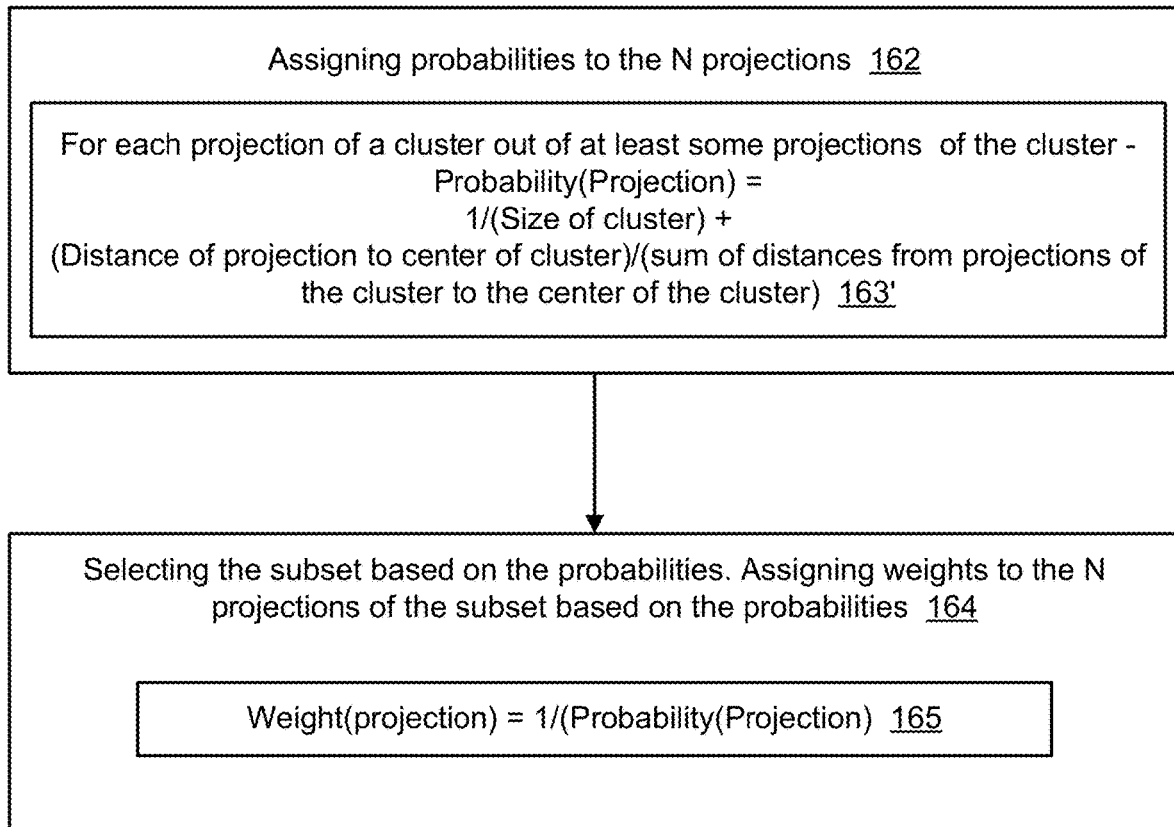 Assigning probabilities to the N projections 162
For each projection of a cluster out of at least some projections of the cluster -
Probability(Projection) =
1/(Size of cluster) +
(Distance of projection to center of cluster)/(sum of distances from projections of
the cluster to the center of the cluster) 163'
Selecting the subset based on the probabilities. Assigning weights to the N
projections of the subset based on the probabilities 164
Weight(projection) = 1/(Probability(Projection) 165